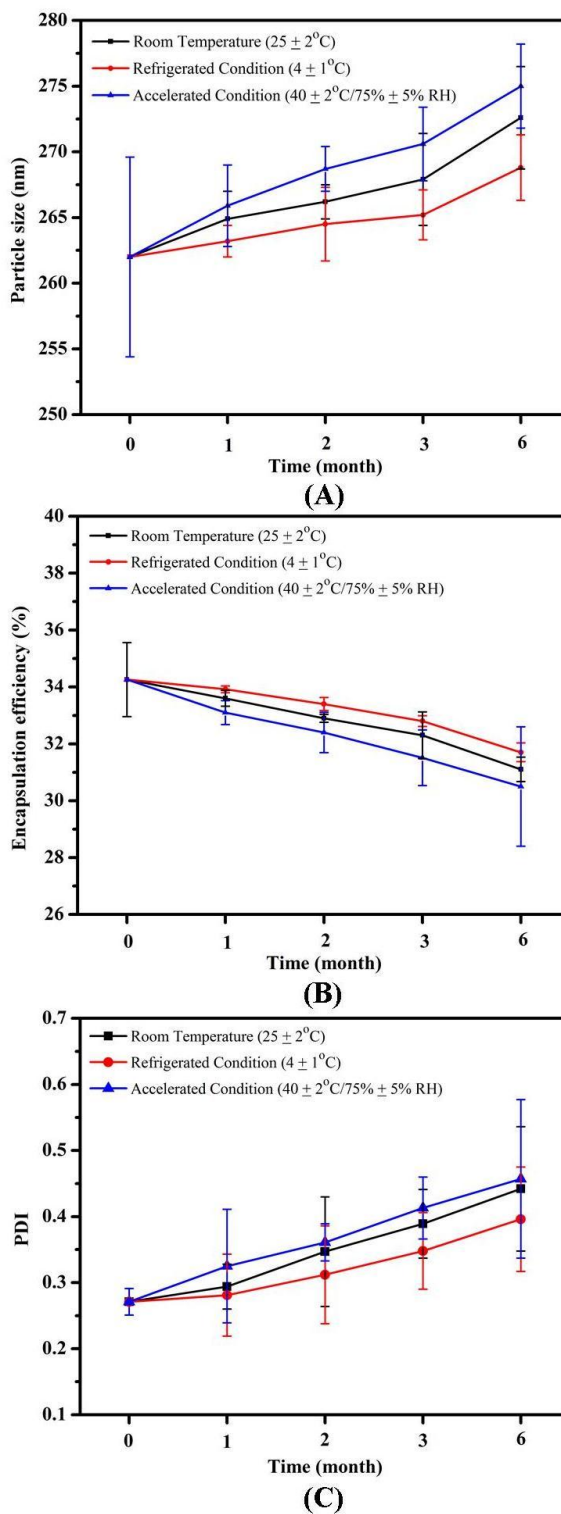 280
Room Temperature (25 ± 2°C)
Refrigerated Condition (4 ± 1°C)
275
Accelerated Condition (40 ± 2°C/75% ± 5% RH)
270
265
260
255
250
Particle size (nm)
0 1 2 3 6
Time (month)
(A)
40
Room Temperature (25 ± 2°C)
38
Refrigerated Condition (4 ± 1°C)
Accelerated Condition (40 ± 2°C/75% ± 5% RH)
36
34
32
30
28
26
Encapsulation efficiency (%)
0 1 2 3 6
Time (month)
(B)
0.7
Room Temperature (25 ± 2°C)
Refrigerated Condition (4 ± 1°C)
0.6
Accelerated Condition (40 ± 2°C/75% ± 5% RH)
0.5
0.4
0.3
0.2
0.1
PDI
0 1 2 3 6
Time (month)
(C)